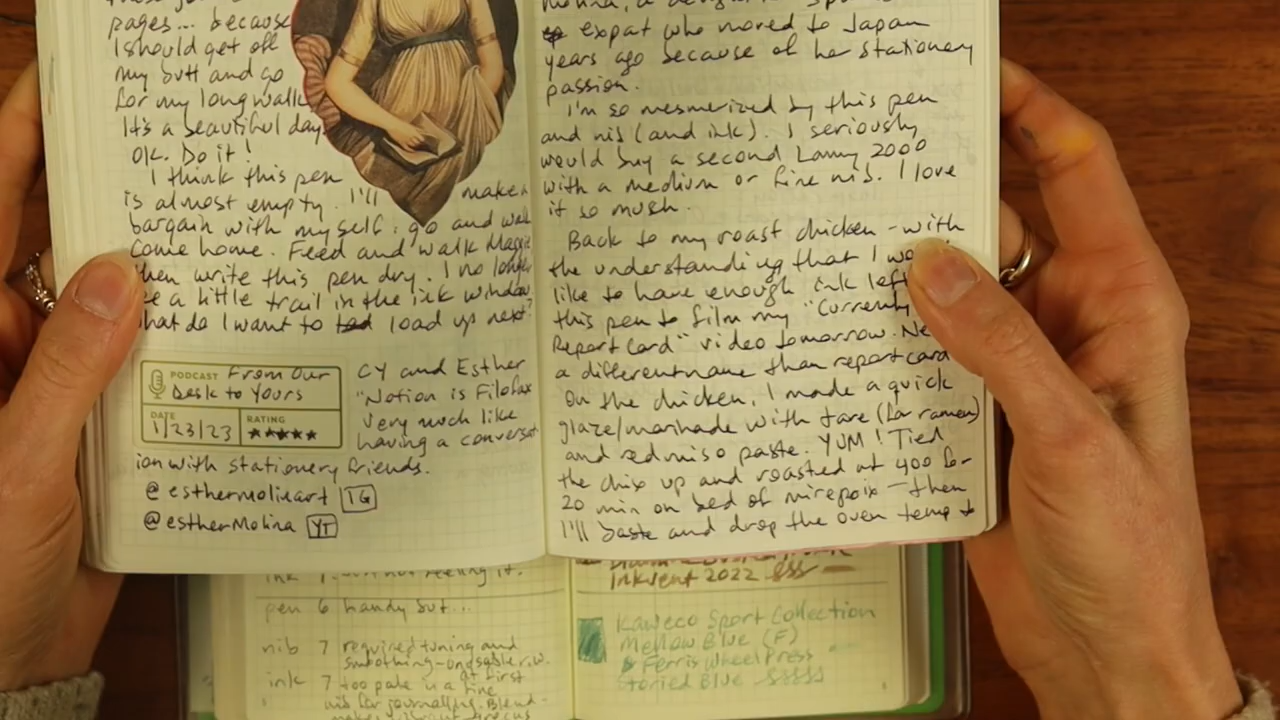 pages... because
I should get off
my butt and go
for my long walk
It's a beautiful day.
OK. Do it!
I think this pen
is almost empty. I'll make a
bargain with myself: go and walk
come home. Feed and walk
then write this pen dry. I no longer
a little trail in the ink window
What do I want to load up next?
PODCAST From Our
Desk to Yours
DATE RATING
1/23/23 ★★★★★
CY and Esther
"Notion is Filofax
Very much like
having a conversat
ion with stationery friends.
@esthermolieart IG
@estherMolina YT
expat who moved to Japan
years ago because of her stationery
passion.
I'm so mesmerized by this pen
and nib (and ink). I seriously
would buy a second Lamy 2000
with a medium or fine nib. I love
it so much.
Back to my roast chicken - with
the understanding that I
like to have enough ink left
this pen to film my "Currently
Report Card" video tomorrow.
a different name than report card
On the chicken, I made a quick
glaze/marinade with tare (for ramen)
and red miso paste. YUM! Tied
the chix up and roasted at 400 for
20 min on bed of mirepoix - then
I'll baste and drop the oven temp to
ink feeling it.
pen 6 handy but...
nib 7 required tuning and
smoothing
ink 7 too pale in a fine
at first
nib for journalling. Blend
Inkvent 2022 $$$ —
Kaweco Sport Collection
Mellow Blue (F)
Ferris Wheel Press
Storied Blue $$$$$